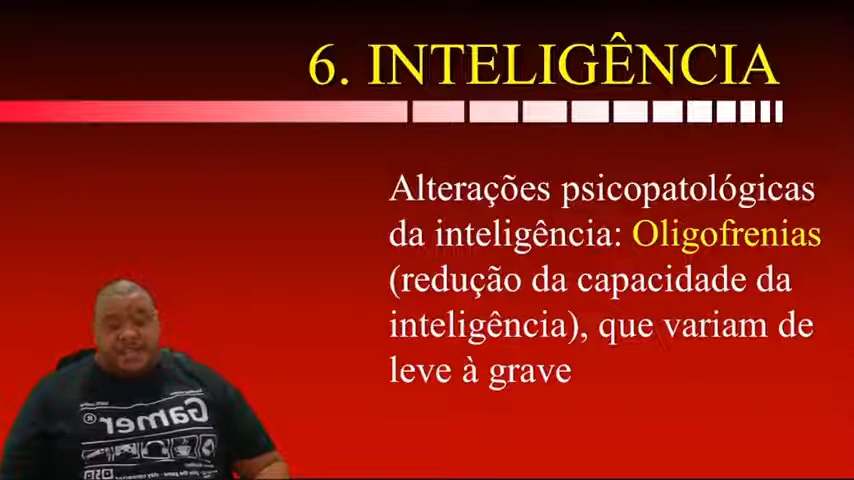 6. INTELIGÊNCIA
Alterações psicopatológicas
da inteligência: Oligofrenias
(redução da capacidade da
inteligência), que variam de
leve à grave
Gamer®